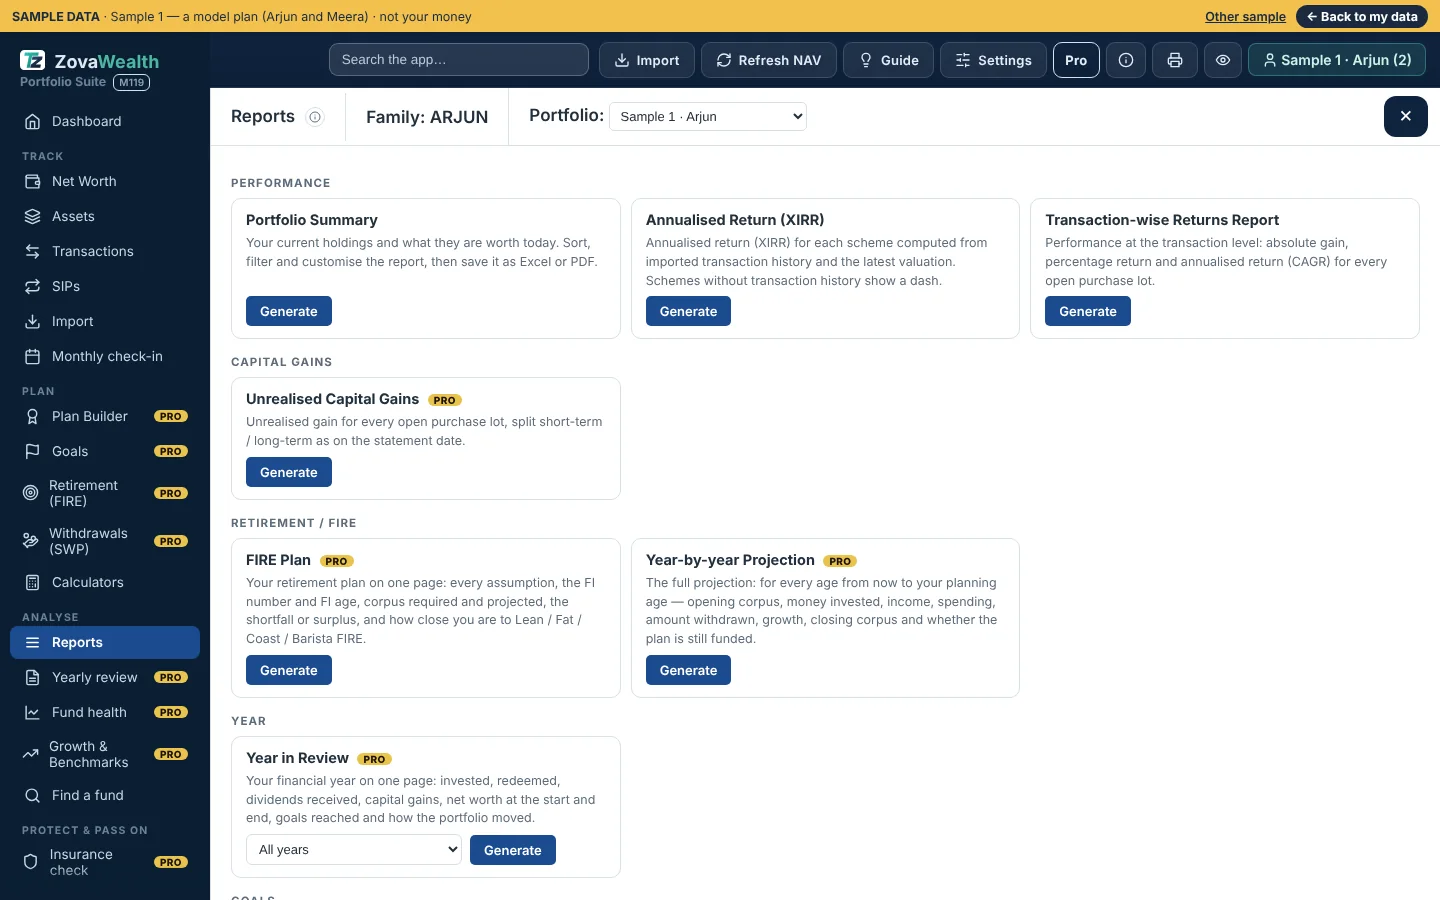 SAMPLE DATA · Sample 1 — a model plan (Arjun and Meera) · not your money
Other sample
← Back to my data
ZovaWealth
Portfolio Suite M119
Search the app…
Import
Refresh NAV
Guide
Settings
Pro
Sample 1 · Arjun (2)
Dashboard
TRACK
Net Worth
Assets
Transactions
SIPs
Import
Monthly check-in
PLAN
Plan Builder PRO
Goals PRO
Retirement
(FIRE) PRO
Withdrawals
(SWP) PRO
Calculators
ANALYSE
Reports
Yearly review PRO
Fund health PRO
Growth &
Benchmarks PRO
Find a fund
PROTECT & PASS ON
Insurance
check PRO
Reports
Family: ARJUN
Portfolio: Sample 1 · Arjun
PERFORMANCE
Portfolio Summary
Your current holdings and what they are worth today. Sort,
filter and customise the report, then save it as Excel or PDF.
Generate
Annualised Return (XIRR)
Annualised return (XIRR) for each scheme computed from
imported transaction history and the latest valuation.
Schemes without transaction history show a dash.
Generate
Transaction-wise Returns Report
Performance at the transaction level: absolute gain,
percentage return and annualised return (CAGR) for every
open purchase lot.
Generate
CAPITAL GAINS
Unrealised Capital Gains PRO
Unrealised gain for every open purchase lot, split short-term
/ long-term as on the statement date.
Generate
RETIREMENT / FIRE
FIRE Plan PRO
Your retirement plan on one page: every assumption, the FI
number and FI age, corpus required and projected, the
shortfall or surplus, and how close you are to Lean / Fat /
Coast / Barista FIRE.
Generate
Year-by-year Projection PRO
The full projection: for every age from now to your planning
age — opening corpus, money invested, income, spending,
amount withdrawn, growth, closing corpus and whether the
plan is still funded.
Generate
YEAR
Year in Review PRO
Your financial year on one page: invested, redeemed,
dividends received, capital gains, net worth at the start and
end, goals reached and how the portfolio moved.
All years
Generate
GOALS